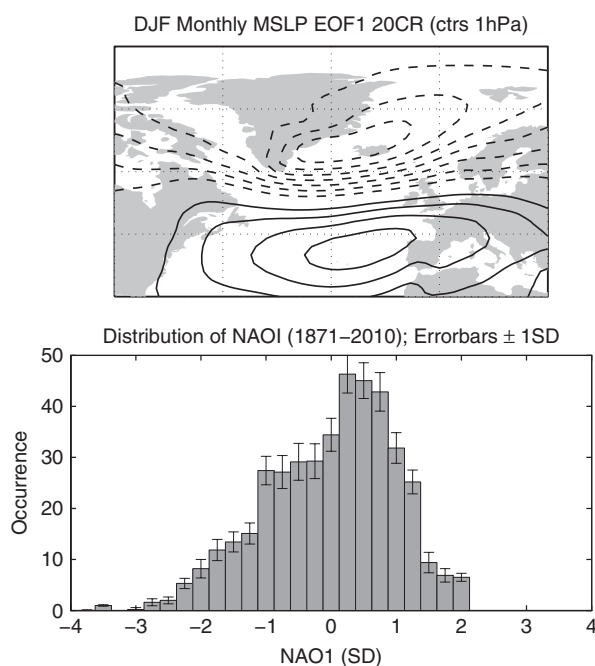 DJF Monthly MSLP EOF1 20CR (ctrs 1hPa)
Distribution of NAOI (1871–2010); Errorbars ± 1SD
50
40
30
20
10
0
Occurrence
−4 −3 −2 −1 0 1 2 3 4
NAO1 (SD)